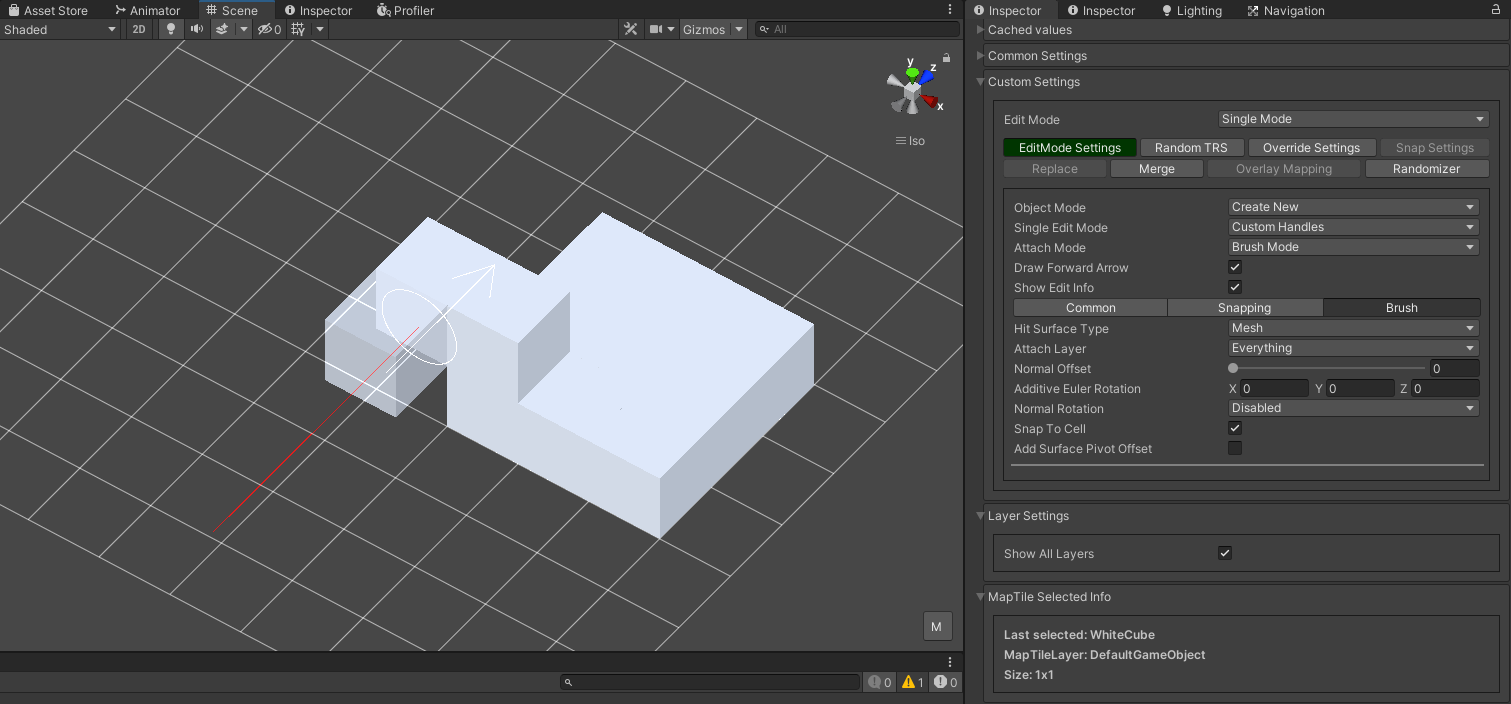 Asset Store Animator Scene Inspector Profiler
Shaded 2D 0 Gizmos All
y
z
x
Iso
M
0 1 0
Inspector Inspector Lighting Navigation
Cached values
Common Settings
Custom Settings
Edit Mode Single Mode
EditMode Settings Random TRS Override Settings Snap Settings
Replace Merge Overlay Mapping Randomizer
Object Mode Create New
Single Edit Mode Custom Handles
Attach Mode Brush Mode
Draw Forward Arrow
Show Edit Info
Common Snapping Brush
Hit Surface Type Mesh
Attach Layer Everything
Normal Offset 0
Additive Euler Rotation X 0 Y 0 Z 0
Normal Rotation Disabled
Snap To Cell
Add Surface Pivot Offset
Layer Settings
Show All Layers
MapTile Selected Info
Last selected: WhiteCube
MapTileLayer: DefaultGameObject
Size: 1x1